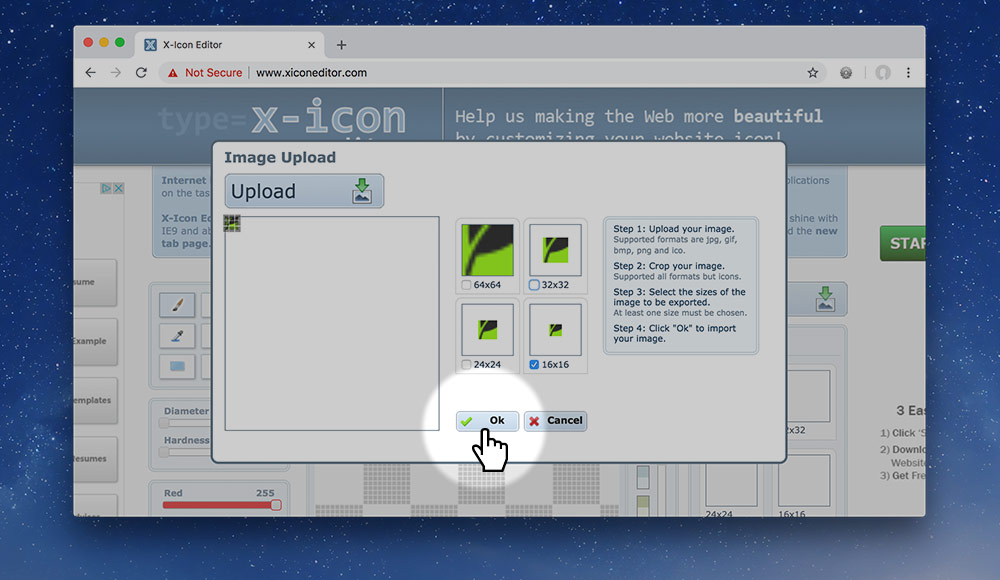 X-Icon Editor
Not Secure
www.xiconeditor.com
type=x-icon
Help us making the Web more beautiful
by customizing your website icon!
Image Upload
Upload
Internet
on the tas
X-Icon Ed
IE9 and ab
tab page.
plications
shine with
d the new
STAR
64x64
32x32
24x24
16x16
Step 1: Upload your image.
Supported formats are jpg, gif,
bmp, png and ico.
Step 2: Crop your image.
Supported all formats but icons.
Step 3: Select the sizes of the
image to be exported.
At least one size must be chosen.
Step 4: Click "Ok" to import
your image.
Ok
Cancel
sume
Example
emplates
esumes
Diameter
Hardness
Red
255
2x32
24x24
16x16
3 Eas
1) Click 'S
2) Downlo
Website
3) Get Fre